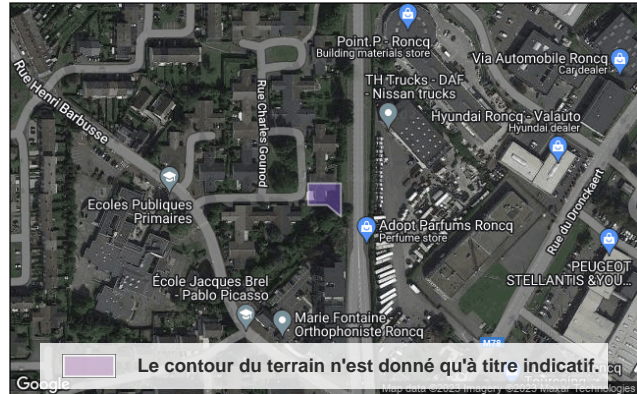 Point.P - Roncq
Building materials store
Via Automobile Roncq
Car dealer
Rue Henri Barbusse
Rue Charles Gounod
TH Trucks - DAF
- Nissan trucks
Hyundai Roncq - Valauto
Hyundai dealer
Ecoles Publiques
Primaires
Adopt Parfums Roncq
Perfume store
Rue du Dronckaert
PEUGEOT
STELLANTIS &YOU...
École Jacques Brel
- Pablo Picasso
Marie Fontaine -
Orthophoniste Roncq
M78
Le contour du terrain n'est donné qu'à titre indicatif.
Google
Map data ©2023 Imagery ©2023 Maxar Technologies